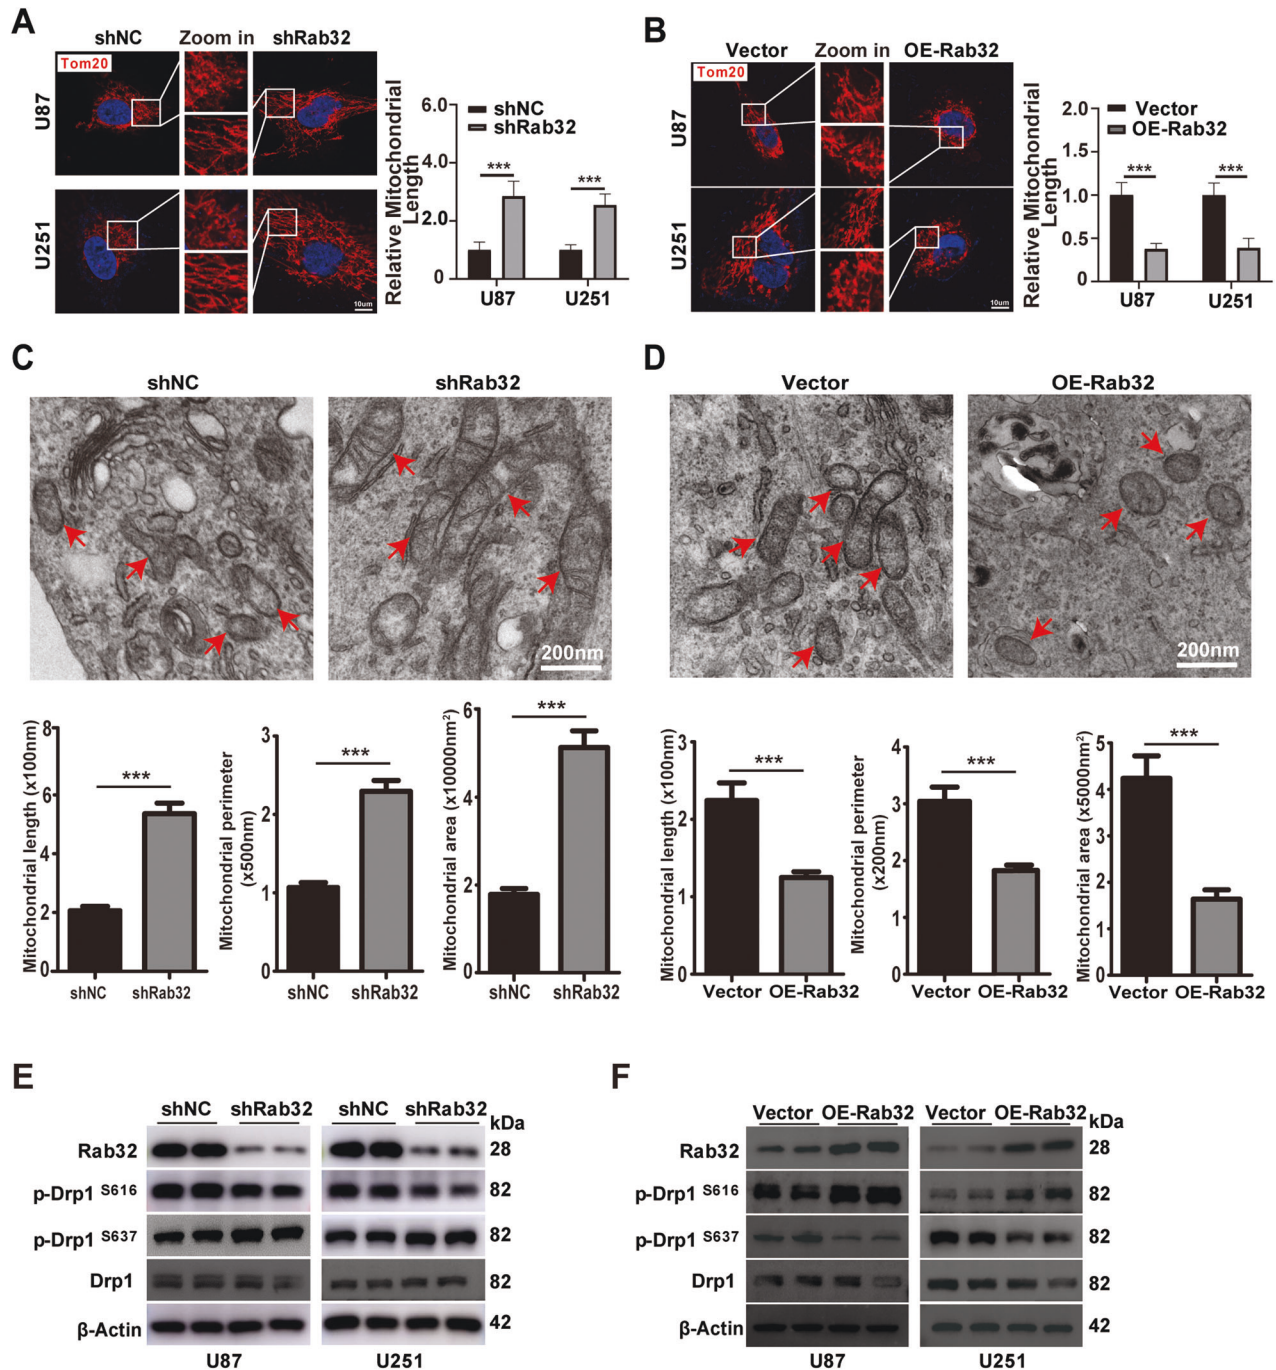 A
shNC Zoom in shRab32
Tom20
U87
U251
10um
Relative Mitochondrial
Length
6.0
4.0
2.0
0
shNC
shRab32
***
***
U87 U251
B
Vector Zoom in OE-Rab32
Tom20
U87
U251
10um
Relative Mitochondrial
Length
2.0
1.5
1.0
0.5
0
Vector
OE-Rab32
***
***
U87 U251
C
shNC shRab32
200nm
Mitochondrial length (x100nm)
8
6
4
2
0
***
shNC shRab32
Mitochondrial perimeter
(x500nm)
3
2
1
0
***
shNC shRab32
Mitochondrial area (x10000nm²)
6
4
2
0
***
shNC shRab32
D
Vector OE-Rab32
200nm
Mitochondrial length (x100nm)
3
2
1
0
***
Vector OE-Rab32
Mitochondrial perimeter
(x200nm)
4
3
2
1
0
***
Vector OE-Rab32
Mitochondrial area (x5000nm²)
5
4
3
2
1
0
***
Vector OE-Rab32
E
shNC shRab32 shNC shRab32 kDa
Rab32 28
p-Drp1 S616 82
p-Drp1 S637 82
Drp1 82
β-Actin 42
U87 U251
F
Vector OE-Rab32 Vector OE-Rab32 kDa
Rab32 28
p-Drp1 S616 82
p-Drp1 S637 82
Drp1 82
β-Actin 42
U87 U251